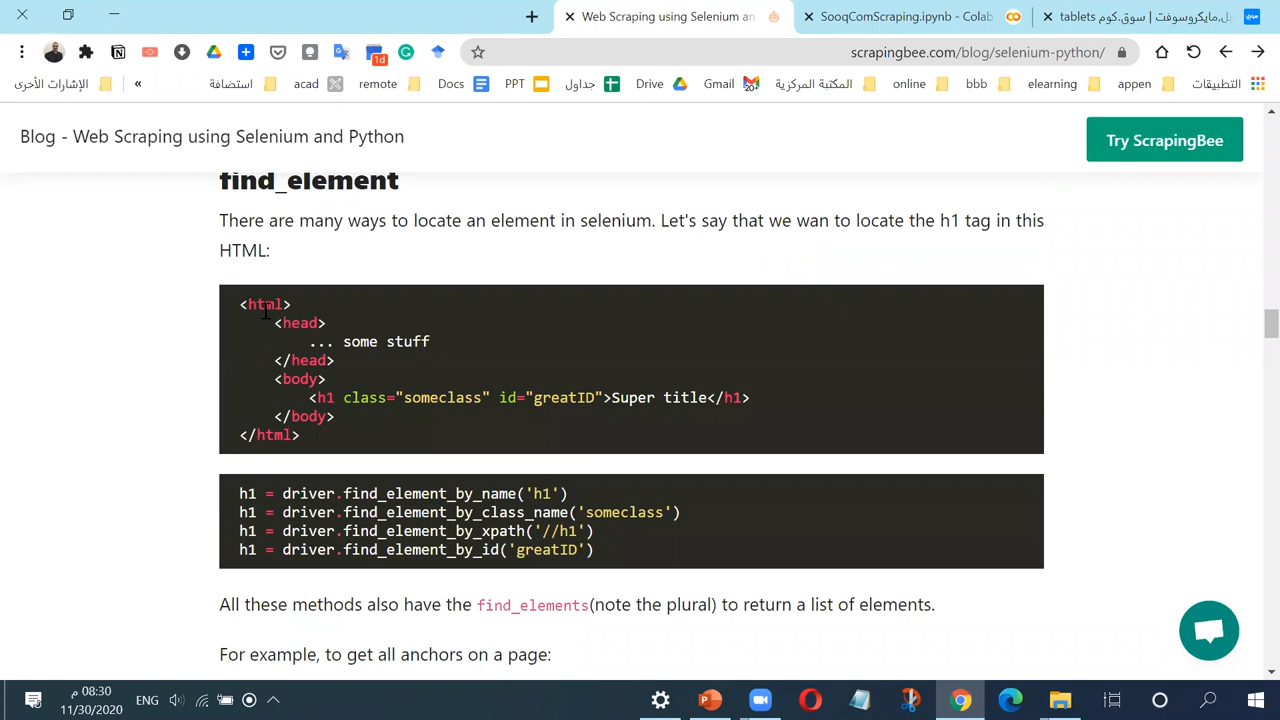 Web Scraping using Selenium an
SooqComScraping.ipynb - Colab
tablets سوق.كوم | مايكروسوفت
scrapingbee.com/blog/selenium-python/
1d
الإشارات الأخرى
»
استضافة
acad
remote
Docs
PPT
جداول
Drive
Gmail
20+
المكتبة المركزية
online
bbb
elearning
appen
التطبيقات
Blog - Web Scraping using Selenium and Python
Try ScrapingBee
find_element
There are many ways to locate an element in selenium. Let's say that we wan to locate the h1 tag in this
HTML:
<html>
<head>
... some stuff
</head>
<body>
<h1 class="someclass" id="greatID">Super title</h1>
</body>
</html>
h1 = driver.find_element_by_name('h1')
h1 = driver.find_element_by_class_name('someclass')
h1 = driver.find_element_by_xpath('//h1')
h1 = driver.find_element_by_id('greatID')
All these methods also have the find_elements(note the plural) to return a list of elements.
For example, to get all anchors on a page:
08:30 م
11/30/2020
ENG